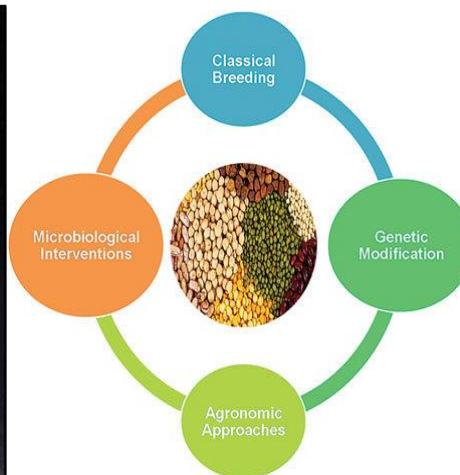 Classical
Breeding
Microbiological
Interventions
Genetic
Modification
Agronomic
Approaches